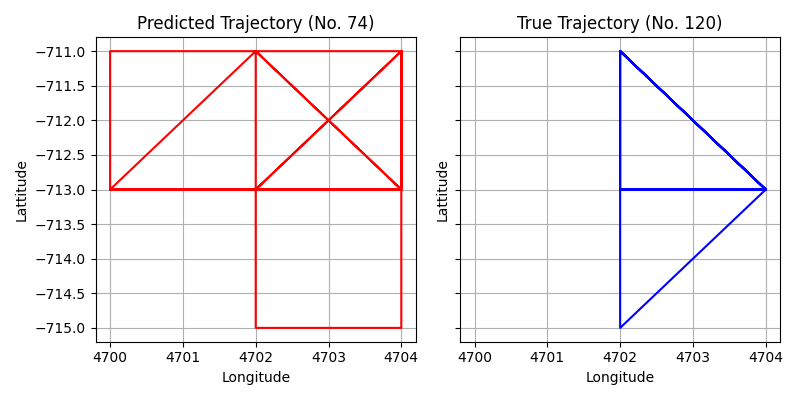 Predicted Trajectory (No. 74)
True Trajectory (No. 120)
−711.0
−711.5
−712.0
−712.5
−713.0
−713.5
−714.0
−714.5
−715.0
Lattitude
Lattitude
4700 4701 4702 4703 4704
4700 4701 4702 4703 4704
Longitude
Longitude